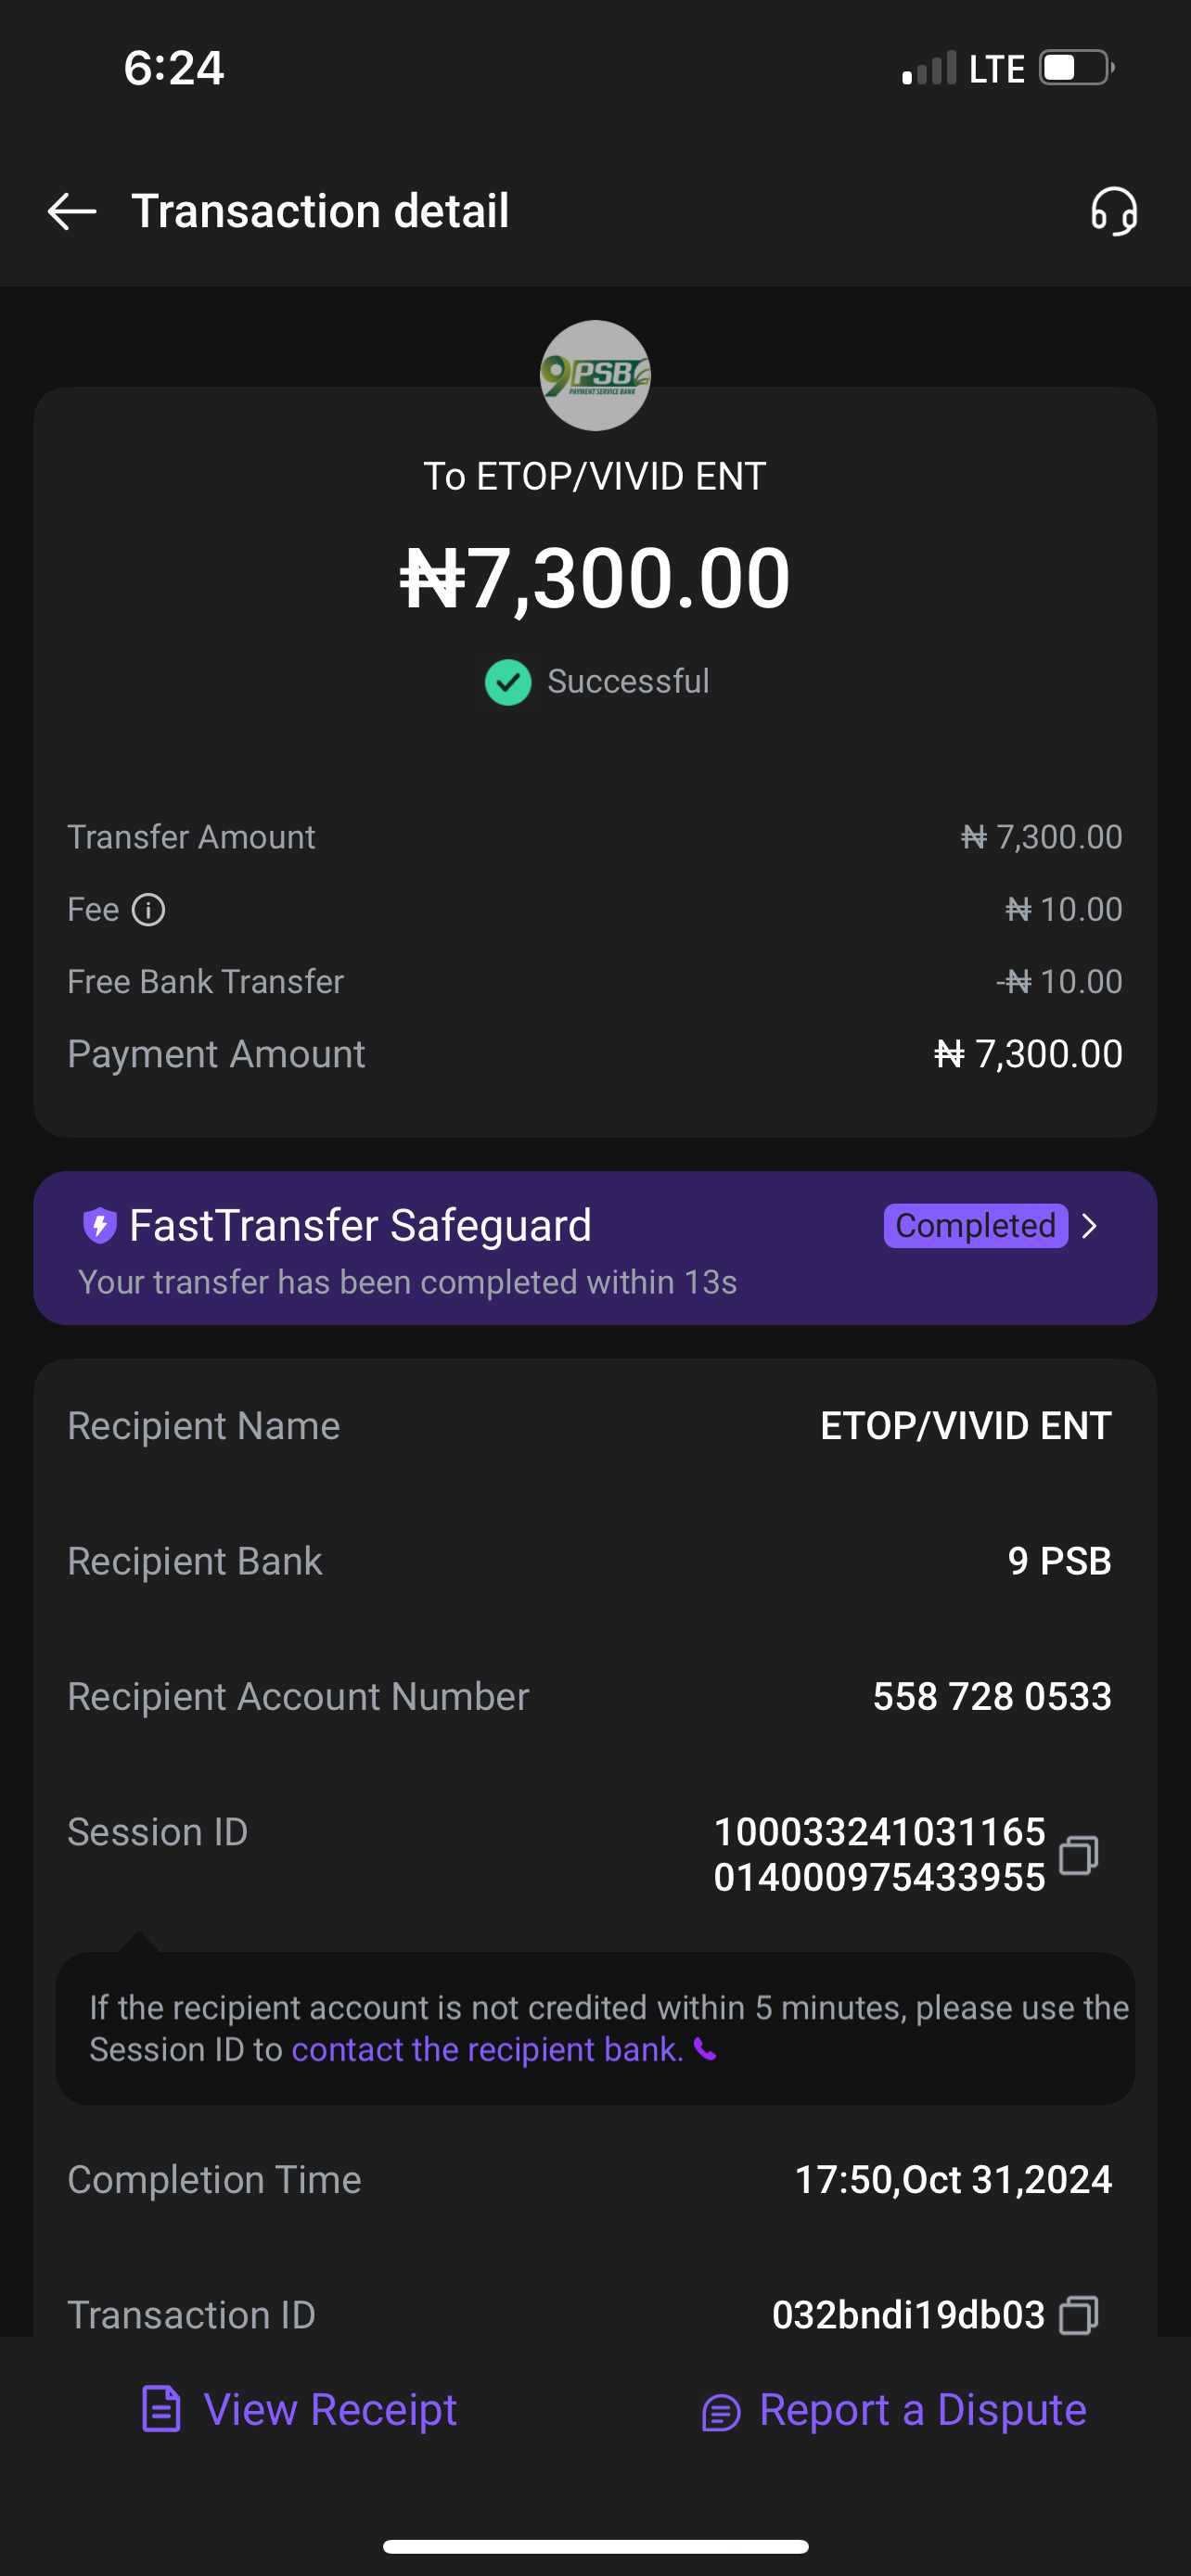 6:24
LTE
Transaction detail
9PSB
PAYMENT SERVICE BANK
To ETOP/VIVID ENT
₦7,300.00
Successful
Transfer Amount ₦ 7,300.00
Fee ₦ 10.00
Free Bank Transfer -₦ 10.00
Payment Amount ₦ 7,300.00
FastTransfer Safeguard Completed
Your transfer has been completed within 13s
Recipient Name ETOP/VIVID ENT
Recipient Bank 9 PSB
Recipient Account Number 558 728 0533
Session ID 100033241031165
014000975433955
If the recipient account is not credited within 5 minutes, please use the
Session ID to contact the recipient bank.
Completion Time 17:50,Oct 31,2024
Transaction ID 032bndi19db03
View Receipt Report a Dispute